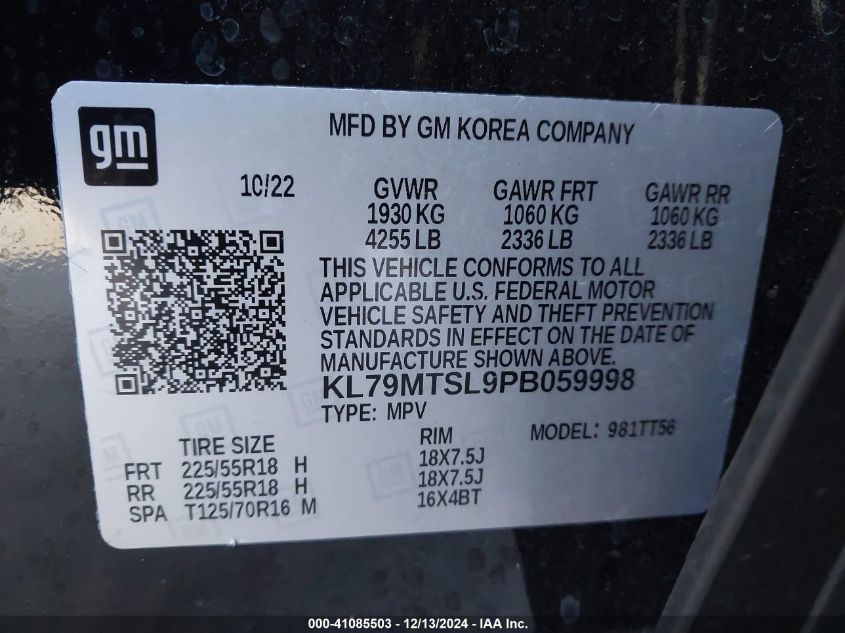 gm
MFD BY GM KOREA COMPANY
10/22 GVWR GAWR FRT GAWR RR
1930 KG 1060 KG 1060 KG
4255 LB 2336 LB 2336 LB
THIS VEHICLE CONFORMS TO ALL
APPLICABLE U.S. FEDERAL MOTOR
VEHICLE SAFETY AND THEFT PREVENTION
STANDARDS IN EFFECT ON THE DATE OF
MANUFACTURE SHOWN ABOVE.
KL79MTSL9PB059998
TYPE: MPV
MODEL: 981TT56
TIRE SIZE RIM
FRT 225/55R18 H 18X7.5J
RR 225/55R18 H 18X7.5J
SPA T125/70R16 M 16X4BT
000-41085503 - 12/13/2024 - IAA Inc.